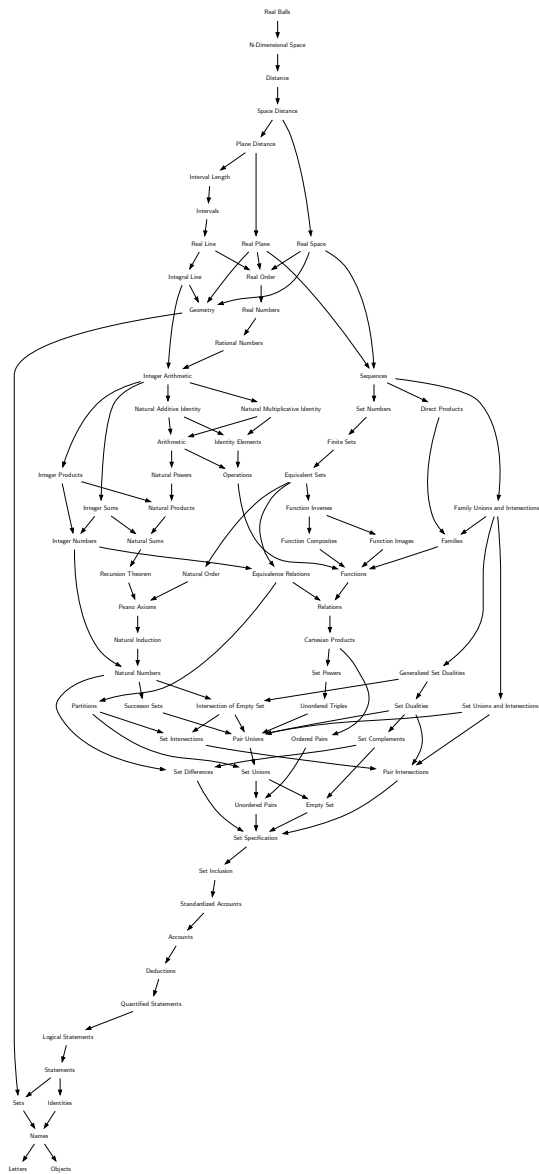 Real Balls
N-Dimensional Space
Distance
Space Distance
Plane Distance
Interval Length
Intervals
Real Line Real Plane Real Space
Integral Line Real Order
Geometry Real Numbers
Rational Numbers
Integer Arithmetic Sequences
Natural Additive Identity Natural Multiplicative Identity Set Numbers Direct Products
Arithmetic Identity Elements Finite Sets
Integer Products Natural Powers Operations Equivalent Sets
Integer Sums Natural Products Function Inverses Family Unions and Intersections
Integer Numbers Natural Sums Function Composites Function Images Families
Recursion Theorem Natural Order Equivalence Relations Functions
Peano Axioms Relations
Natural Induction Cartesian Products
Natural Numbers Set Powers Generalized Set Dualities
Partitions Successor Sets Intersection of Empty Set Unordered Triples Set Dualities Set Unions and Intersections
Set Intersections Pair Unions Ordered Pairs Set Complements
Set Differences Set Unions Pair Intersections
Unordered Pairs Empty Set
Set Specification
Set Inclusion
Standardized Accounts
Accounts
Deductions
Quantified Statements
Logical Statements
Statements
Sets Identities
Names
Letters Objects